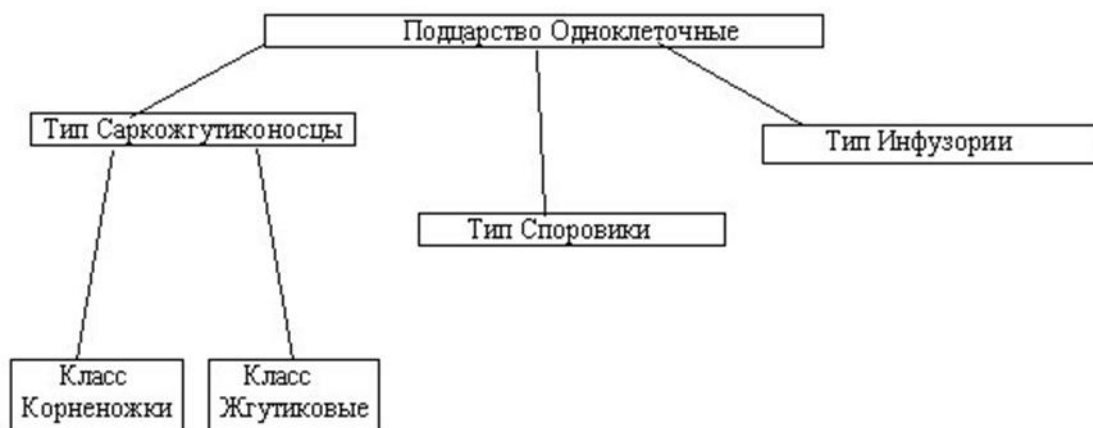 Подцарство Одноклеточные
Тип Саркожгутиконосцы
Тип Инфузории
Тип Споровики
Класс
Корненожки
Класс
Жгутиковые